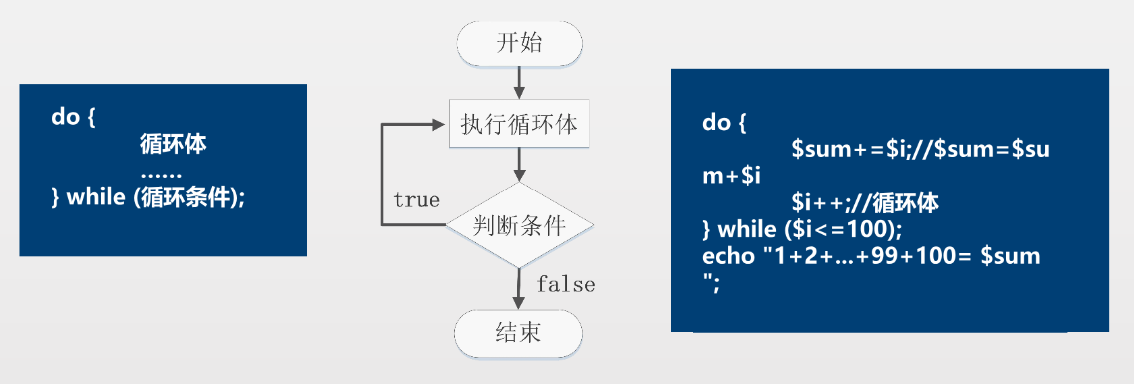 do {
循环体
......
} while (循环条件);
开始
执行循环体
true
判断条件
false
结束
do {
$sum+=$i;//$sum=$su
m+$i
$i++;//循环体
} while ($i<=100);
echo "1+2+...+99+100= $sum
";